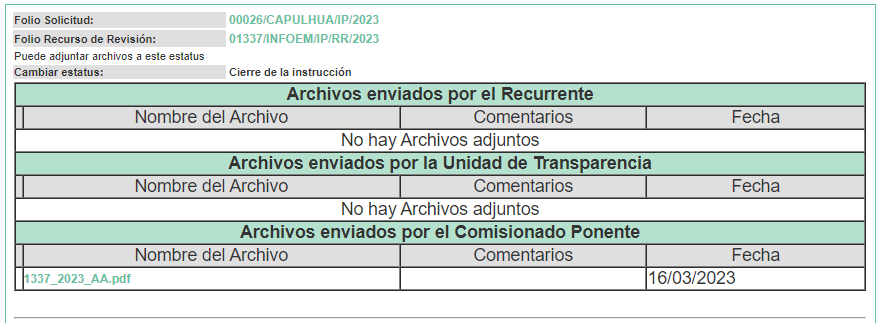 Folio Solicitud: 00026/CAPULHUA/IP/2023
Folio Recurso de Revisión: 01337/INFOEM/IP/RR/2023
Puede adjuntar archivos a este estatus
Cambiar estatus: Cierre de la instrucción
Archivos enviados por el Recurrente
Nombre del Archivo Comentarios Fecha
No hay Archivos adjuntos
Archivos enviados por la Unidad de Transparencia
Nombre del Archivo Comentarios Fecha
No hay Archivos adjuntos
Archivos enviados por el Comisionado Ponente
Nombre del Archivo Comentarios Fecha
1337_2023_AA.pdf 16/03/2023